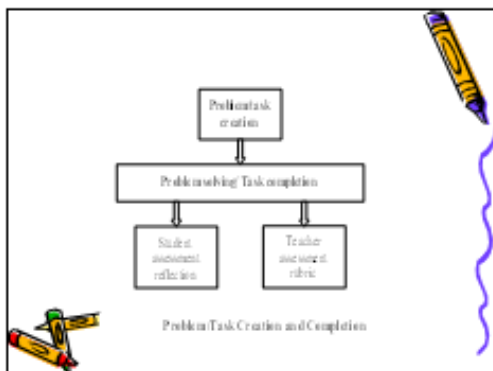 Problem/task
creation
Problem solving/ Task completion
Student
assessment
reflection
Teacher
assessment
rubric
Problem/Task Creation and Completion